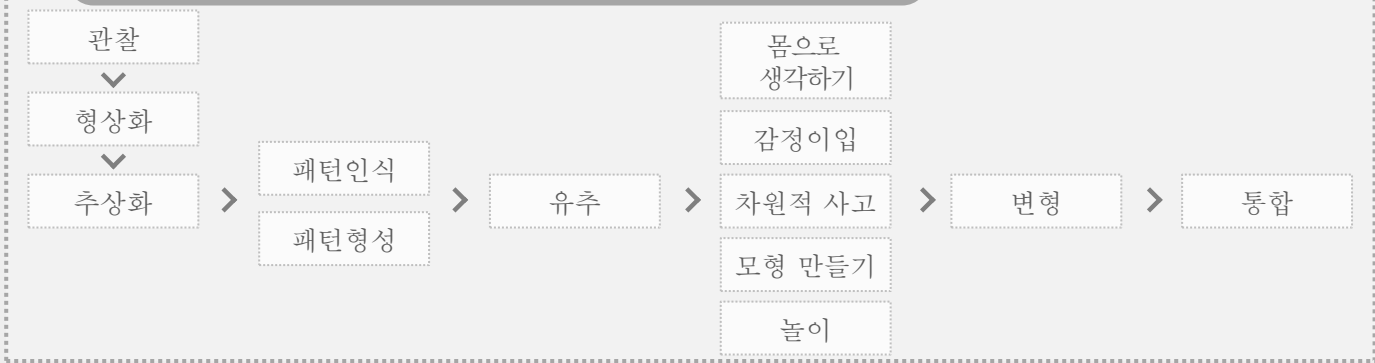 관찰
형상화
추상화
패턴인식
패턴형성
유추
몸으로
생각하기
감정이입
차원적 사고
모형 만들기
놀이
변형
통합